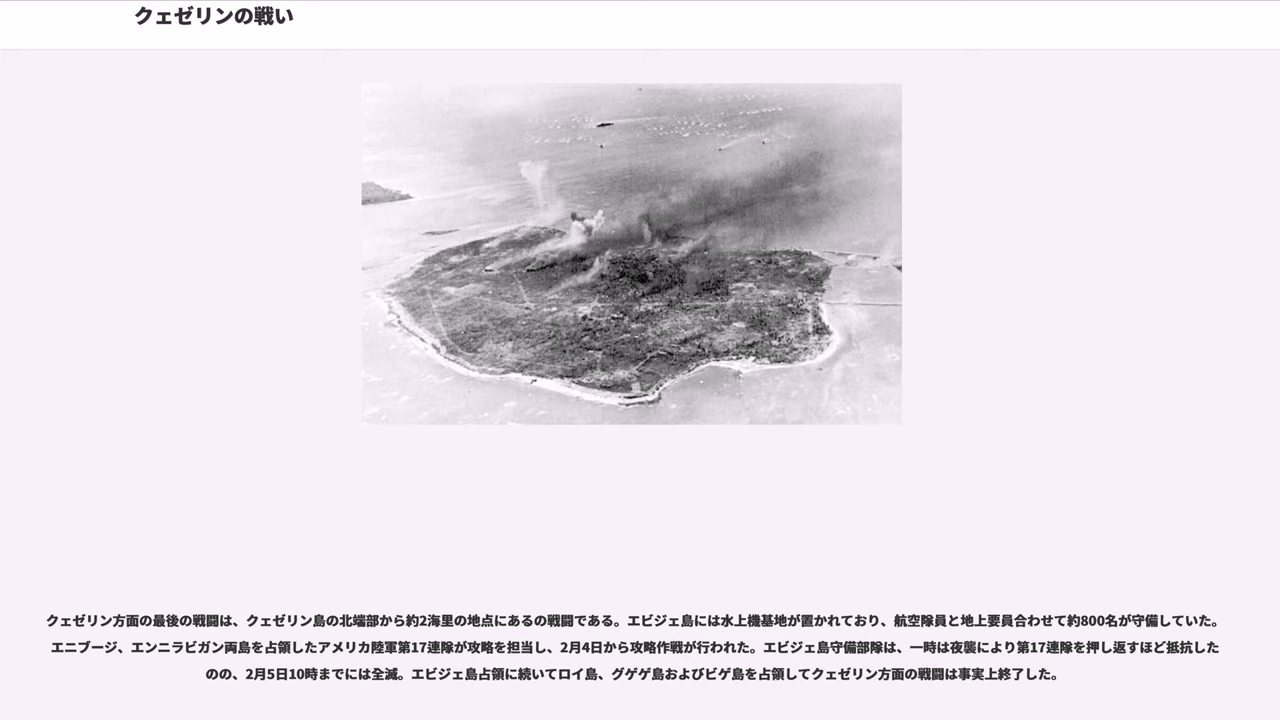 クェゼリンの戦い
クェゼリン方面の最後の戦闘は、クェゼリン島の北端部から約2海里の地点にあるの戦闘である。エビジェ島には水上機基地が置かれており、航空隊員と地上要員合わせて約800名が守備していた。
エニブージ、エンニラビガン両島を占領したアメリカ陸軍第17連隊が攻略を担当し、2月4日から攻略作戦が行われた。エビジェ島守備部隊は、一時は夜襲により第17連隊を押し返すほど抵抗した
のの、2月5日10時までには全滅。エビジェ島占領に続いてロイ島、グゲゲ島およびビゲ島を占領してクェゼリン方面の戦闘は事実上終了した。